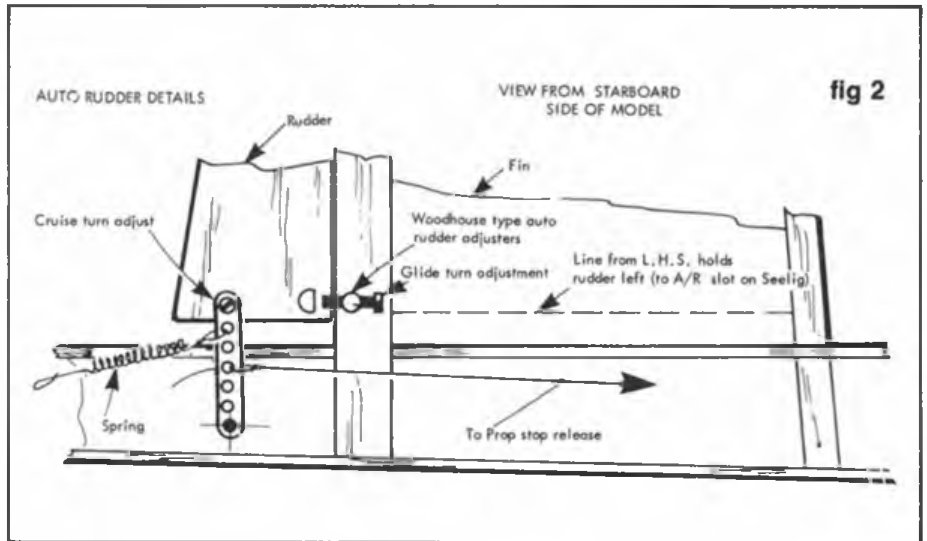 AUTO RUDDER DETAILS
VIEW FROM STARBOARD
SIDE OF MODEL
fig 2
Rudder
Fin
Cruise turn adjust
Woodhouse type auto
rudder adjusters
Glide turn adjustment
Line from L.H.S. holds
rudder left (to A/R slot on Seelig)
Spring
To Prop stop release